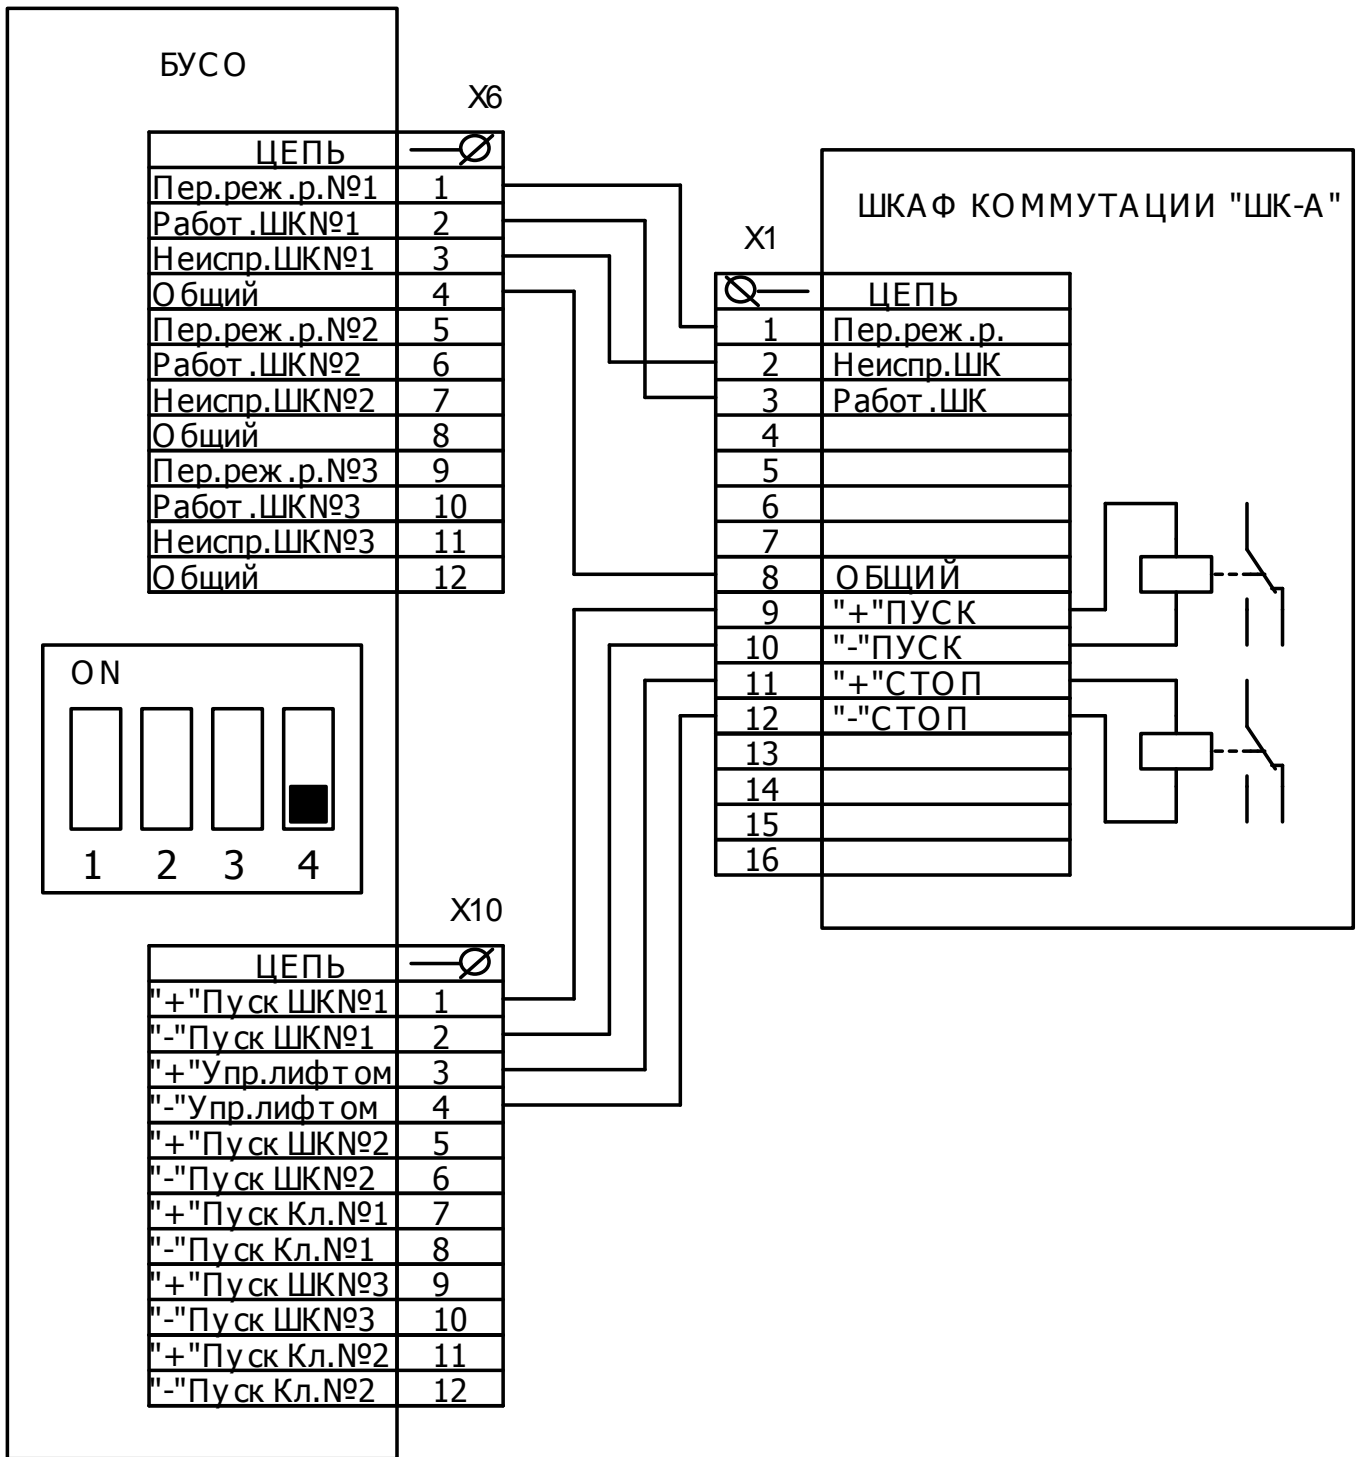 БУСО
X6
ЦЕПЬ
Пер.реж.р.№1 1
Работ.ШК№1 2
Неиспр.ШК№1 3
Общий 4
Пер.реж.р.№2 5
Работ.ШК№2 6
Неиспр.ШК№2 7
Общий 8
Пер.реж.р.№3 9
Работ.ШК№3 10
Неиспр.ШК№3 11
Общий 12
ON
1 2 3 4
X10
ЦЕПЬ
"+"Пуск ШК№1 1
"-"Пуск ШК№1 2
"+"Упр.лифтом 3
"-"Упр.лифтом 4
"+"Пуск ШК№2 5
"-"Пуск ШК№2 6
"+"Пуск Кл.№1 7
"-"Пуск Кл.№1 8
"+"Пуск ШК№3 9
"-"Пуск ШК№3 10
"+"Пуск Кл.№2 11
"-"Пуск Кл.№2 12
ШКАФ КОММУТАЦИИ "ШК-А"
X1
ЦЕПЬ
1 Пер.реж.р.
2 Неиспр.ШК
3 Работ.ШК
4
5
6
7
8 ОБЩИЙ
9 "+"ПУСК
10 "-"ПУСК
11 "+"СТОП
12 "-"СТОП
13
14
15
16